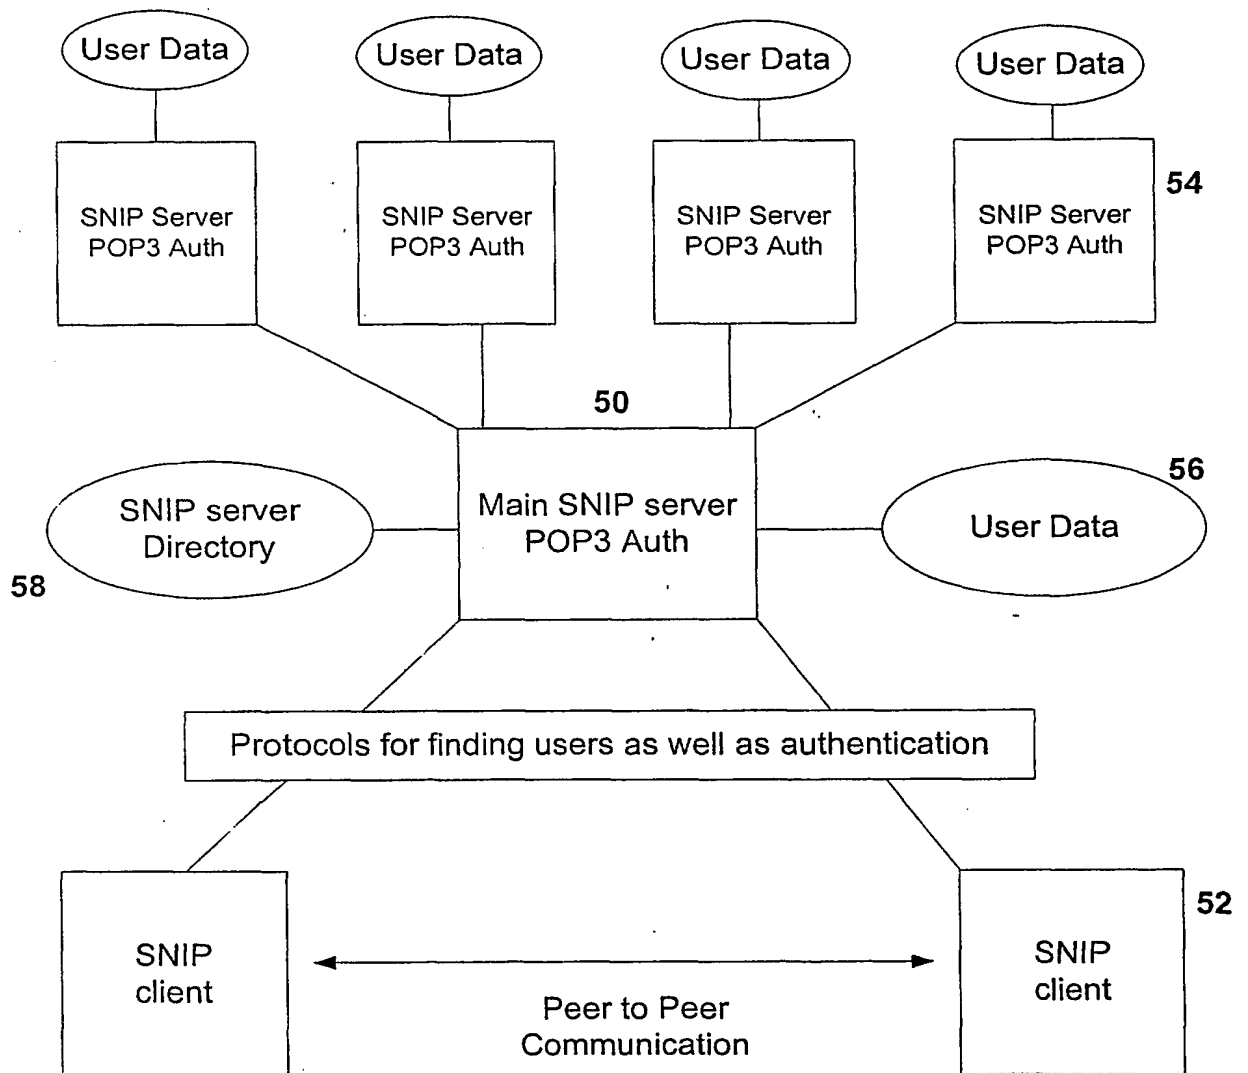 User Data
User Data
User Data
User Data
SNIP Server
POP3 Auth
SNIP Server
POP3 Auth
SNIP Server
POP3 Auth
SNIP Server
POP3 Auth
54
50
SNIP server
Directory
58
Main SNIP server
POP3 Auth
56
User Data
Protocols for finding users as well as authentication
SNIP
client
Peer to Peer
Communication
SNIP
client
52